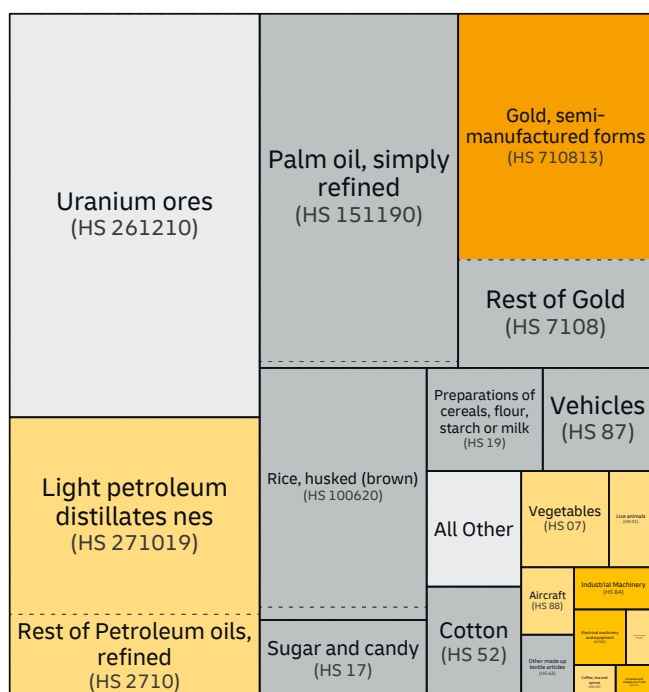 Uranium ores
(HS 261210)
Palm oil, simply
refined
(HS 151190)
Gold, semi-
manufactured forms
(HS 710813)
Rest of Gold
(HS 7108)
Light petroleum
distillates nes
(HS 271019)
Rest of Petroleum oils,
refined
(HS 2710)
Rice, husked (brown)
(HS 100620)
Sugar and candy
(HS 17)
Preparations of
cereals, flour,
starch or milk
(HS 19)
Vehicles
(HS 87)
All Other
Cotton
(HS 52)
Vegetables
(HS 07)
Live animals
(HS 01)
Aircraft
(HS 88)
Industrial Machinery
(HS 84)
Other made up
textile articles
(HS 63)
Electrical machinery
and equipment
Coffee, tea and
spices